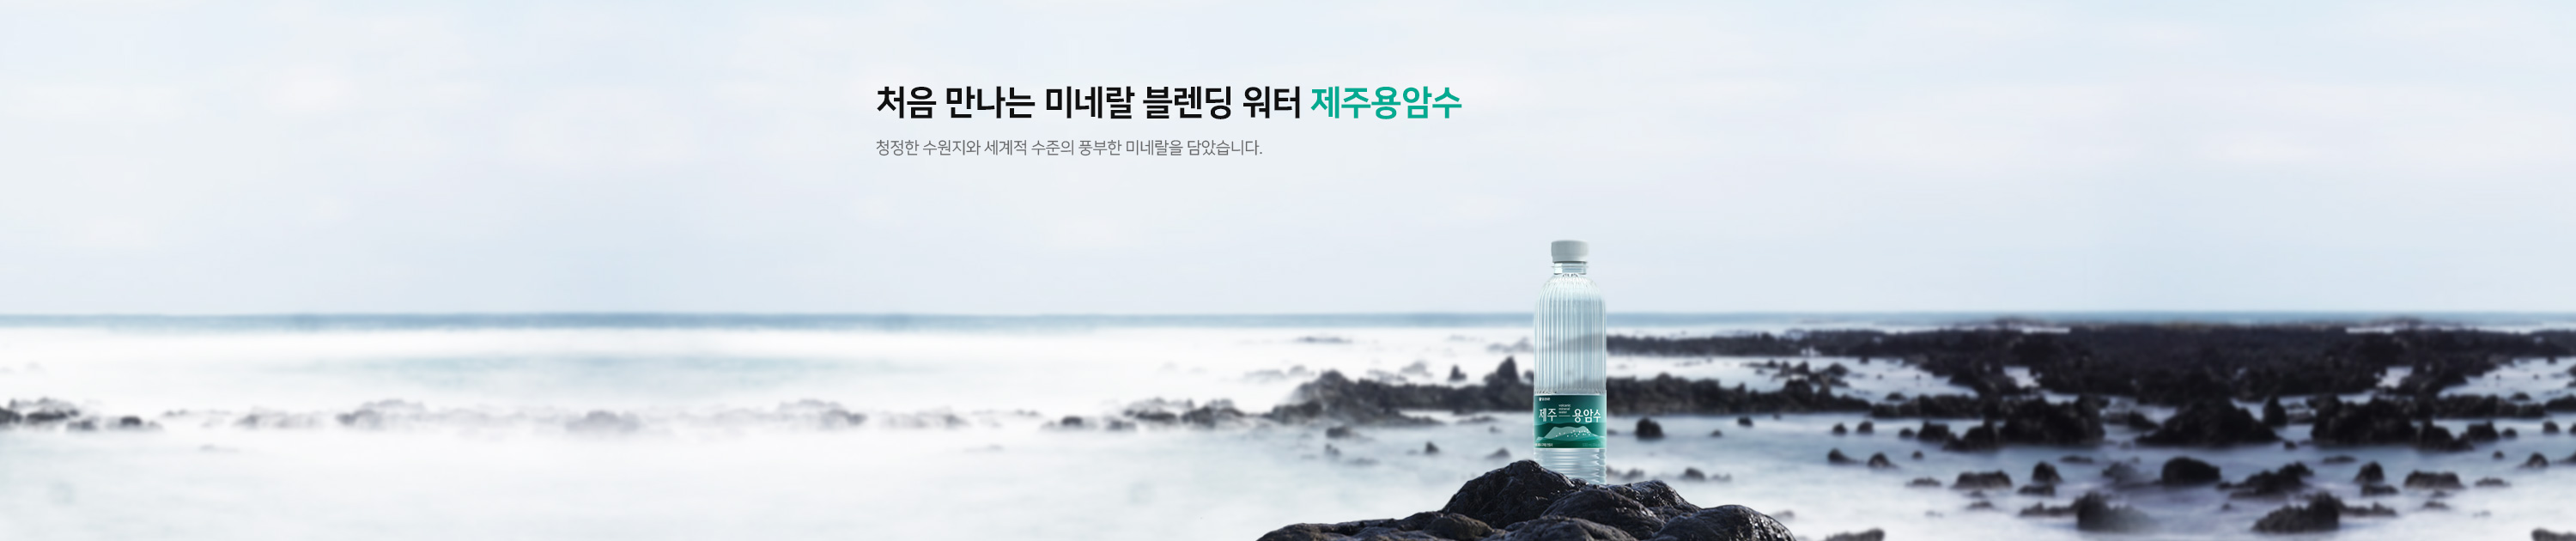 처음 만나는 미네랄 블렌딩 워터 제주용암수
청정한 수원지와 세계적 수준의 풍부한 미네랄을 담았습니다.
제주 용암수